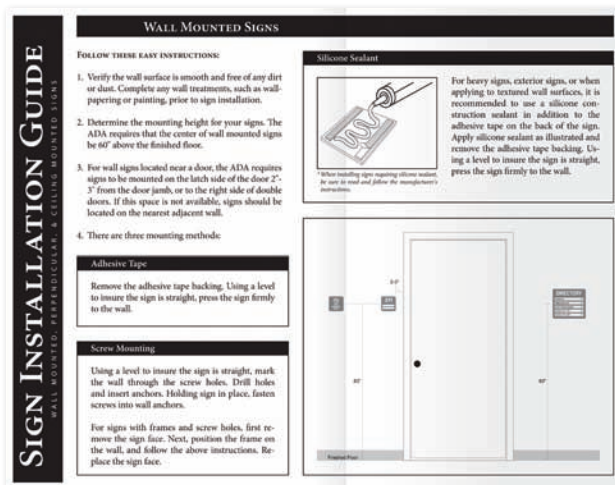 SIGN INSTALLATION GUIDE
WALL MOUNTED, PERPENDICULAR, & CEILING MOUNTED SIGNS
WALL MOUNTED SIGNS
FOLLOW THESE EASY INSTRUCTIONS:
1. Verify the wall surface is smooth and free of any dirt
or dust. Complete any wall treatments, such as wall-
papering or painting, prior to sign installation.
2. Determine the mounting height for your signs. The
ADA requires that the center of wall mounted signs
be 60" above the finished floor.
3. For wall signs located near a door, the ADA requires
signs to be mounted on the latch side of the door 2"-
3" from the door jamb, or to the right side of double
doors. If this space is not available, signs should be
located on the nearest adjacent wall.
4. There are three mounting methods:
Adhesive Tape
Remove the adhesive tape backing. Using a level
to insure the sign is straight, press the sign firmly
to the wall.
Screw Mounting
Using a level to insure the sign is straight, mark
the wall through the screw holes. Drill holes
and insert anchors. Holding sign in place, fasten
screws into wall anchors.
For signs with frames and screw holes, first re-
move the sign face. Next, position the frame on
the wall, and follow the above instructions. Re-
place the sign face.
Silicone Sealant
* When installing signs requiring silicone sealant,
be sure to read and follow the manufacturer's
instructions.
For heavy signs, exterior signs, or when
applying to textured wall surfaces, it is
recommended to use a silicone con-
struction sealant in addition to the
adhesive tape on the back of the sign.
Apply silicone sealant as illustrated and
remove the adhesive tape backing. Us-
ing a level to insure the sign is straight,
press the sign firmly to the wall.
DIRECTORY
60"
60"
Finished Floor